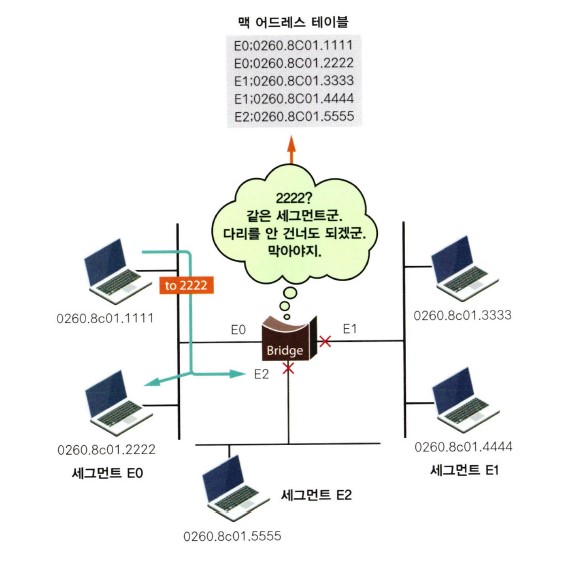 맥 어드레스 테이블
E0;0260.8C01.1111
E0;0260.8C01.2222
E1;0260.8C01.3333
E1;0260.8C01.4444
E2;0260.8C01.5555
2222?
같은 세그먼트군.
다리를 안 건너도 되겠군.
막아야지.
to 2222
0260.8c01.1111
0260.8c01.3333
E0
E1
Bridge
E2
0260.8c01.2222
0260.8c01.4444
세그먼트 E0
세그먼트 E1
세그먼트 E2
0260.8c01.5555